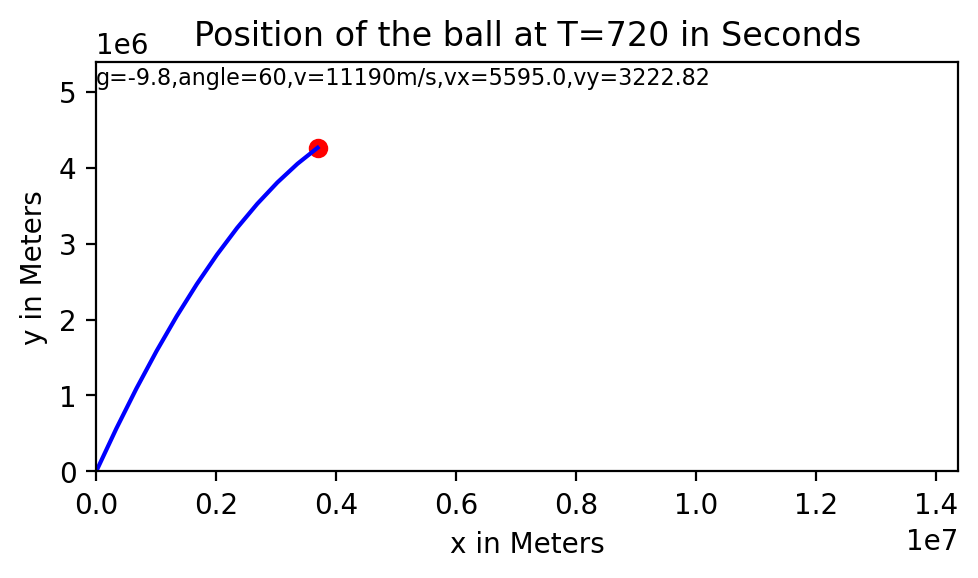 Position of the ball at T=720 in Seconds
1e6
g=-9.8,angle=60,v=11190m/s,vx=5595.0,vy=3222.82
5
4
3
2
1
0
y in Meters
0.0 0.2 0.4 0.6 0.8 1.0 1.2 1.4
1e7
x in Meters